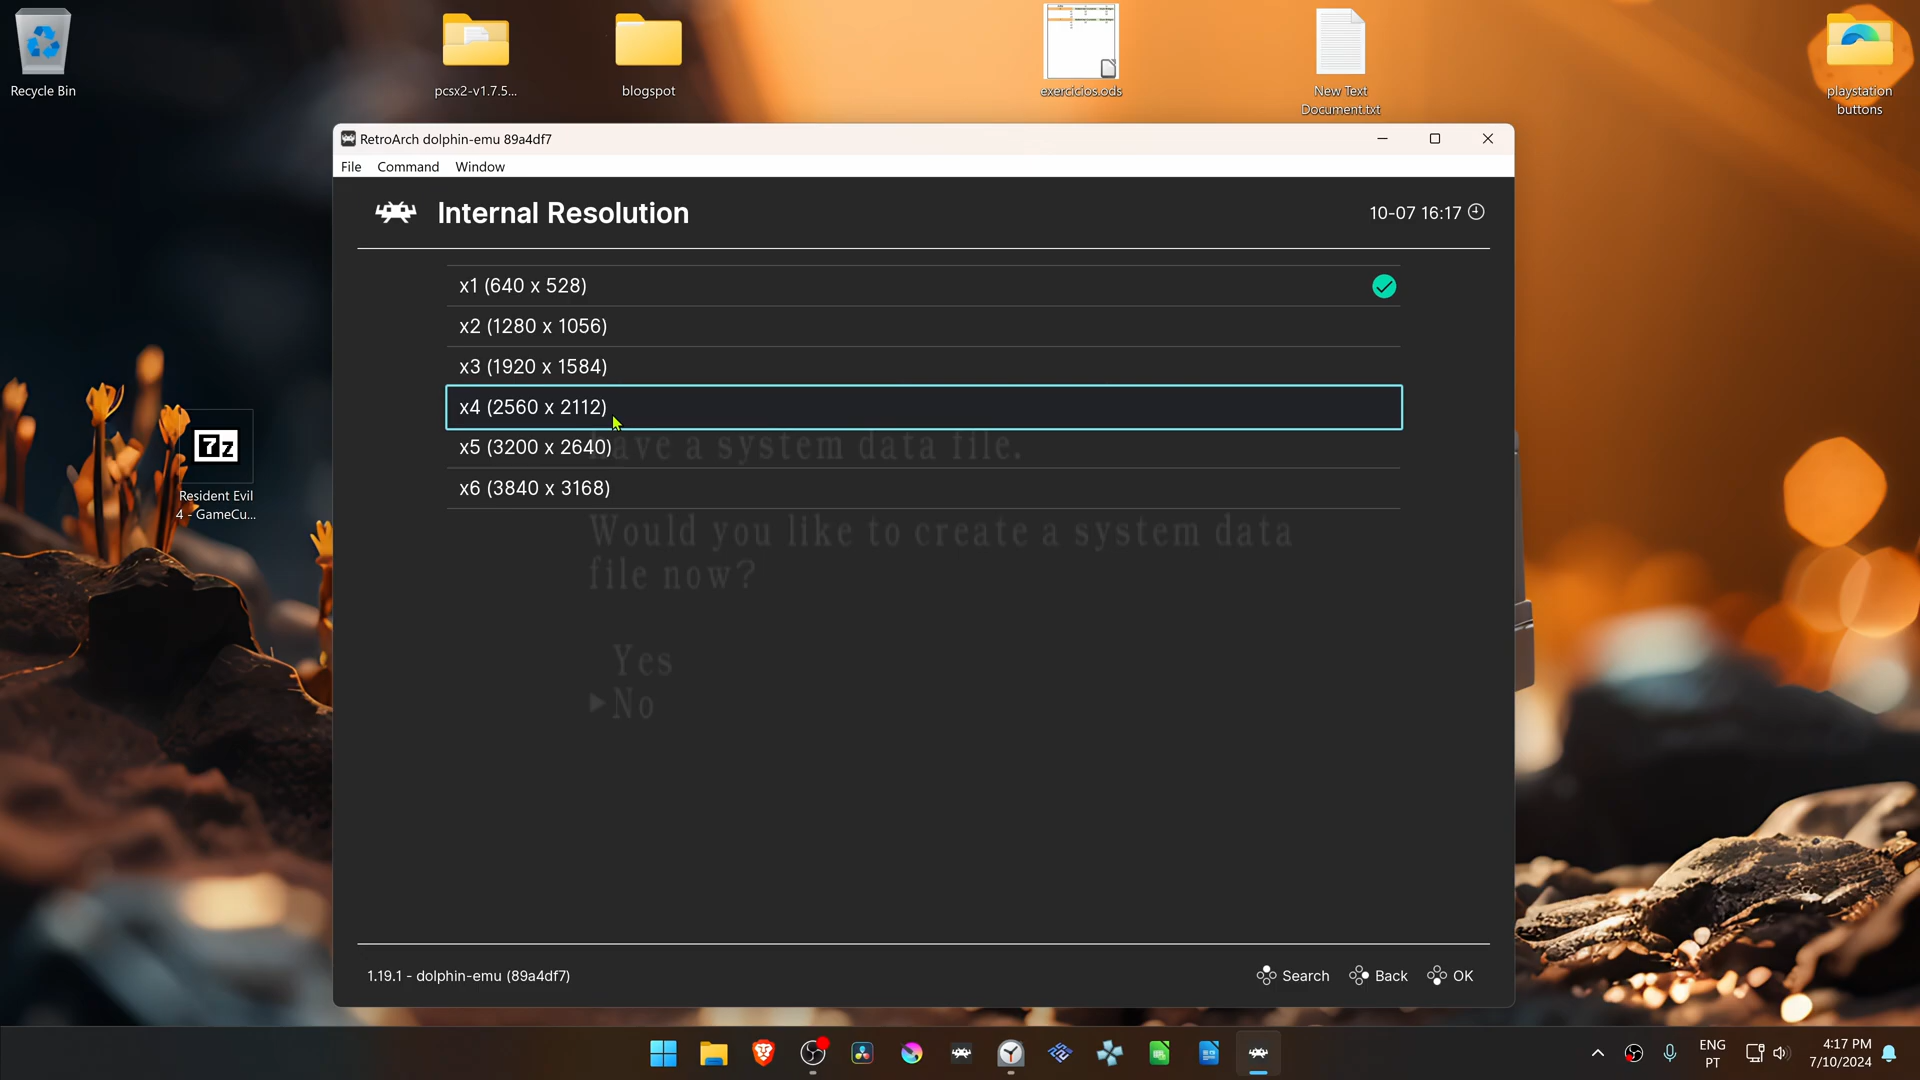 Recycle Bin
pcsx2-v1.7.5...
blogspot
exercicios.ods
New Text
Document.txt
playstation
buttons
RetroArch dolphin-emu 89a4df7
File Command Window
Internal Resolution
10-07 16:17
x1 (640 x 528)
x2 (1280 x 1056)
x3 (1920 x 1584)
x4 (2560 x 2112)
x5 (3200 x 2640)
have a system data file.
x6 (3840 x 3168)
Would you like to create a system data
file now?
Yes
No
7z
Resident Evil
4 - GameCu...
1.19.1 - dolphin-emu (89a4df7)
Search Back OK
ENG
PT
4:17 PM
7/10/2024